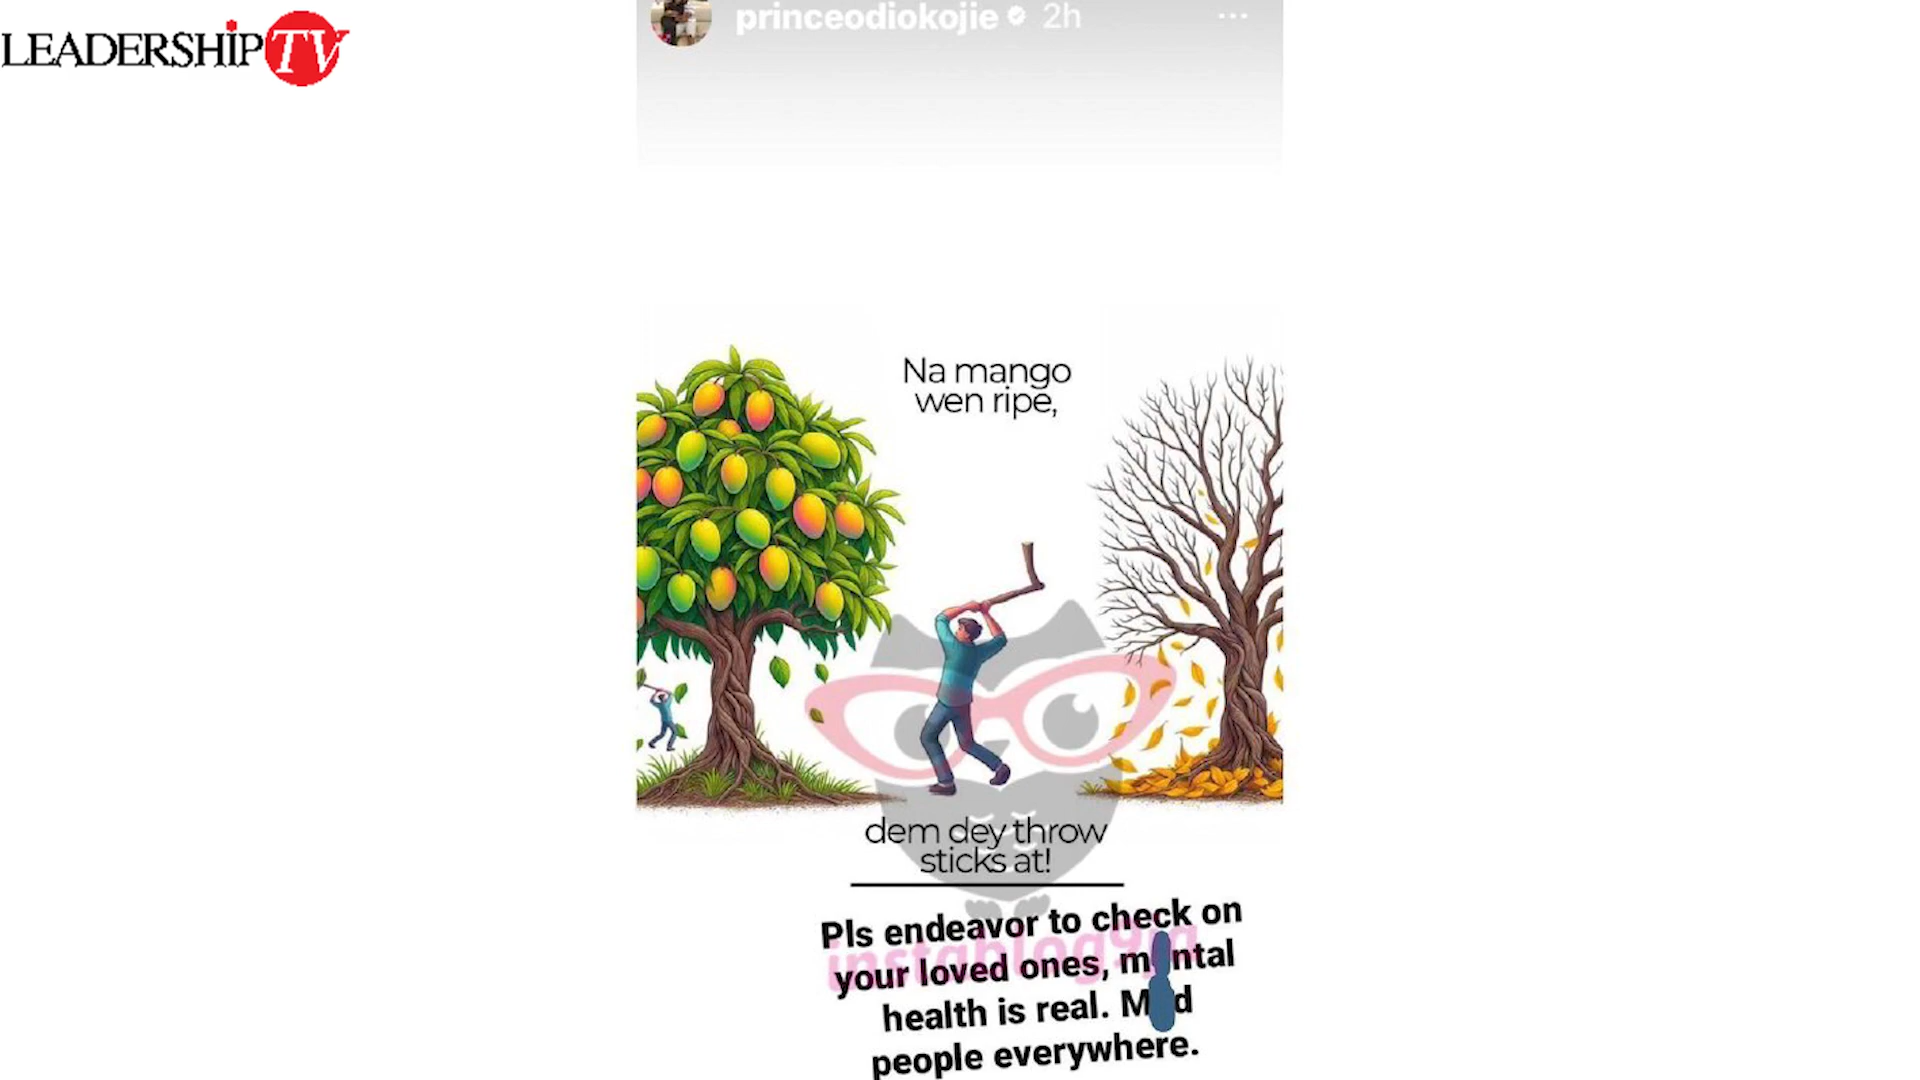 LEADERSHIP TV
princeodiokojie 2h
Na mango
wen ripe,
dem dey throw
sticks at!
Pls endeavor to check on
your loved ones, m ntal
health is real. M d
people everywhere.
instablog9ja